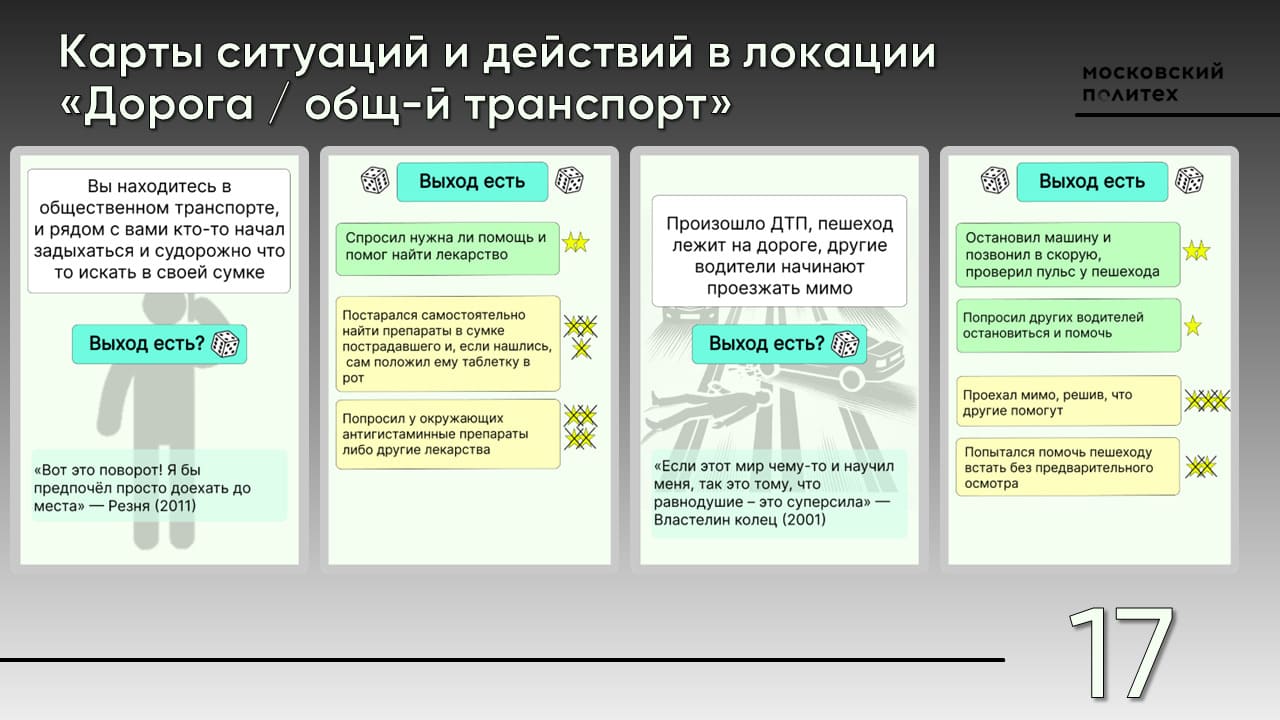 Карты ситуаций и действий в локации
«Дорога / общ-й транспорт»
московский
политех
Вы находитесь в
общественном транспорте,
и рядом с вами кто-то начал
задыхаться и судорожно что
то искать в своей сумке
Выход есть?
«Вот это поворот! Я бы
предпочёл просто доехать до
места» — Резня (2011)
Выход есть
Спросил нужна ли помощь и
помог найти лекарство
Постарался самостоятельно
найти препараты в сумке
пострадавшего и, если нашлись,
сам положил ему таблетку в
рот
Попросил у окружающих
антигистаминные препараты
либо другие лекарства
Произошло ДТП, пешеход
лежит на дороге, другие
водители начинают
проезжать мимо
Выход есть?
«Если этот мир чему-то и научил
меня, так это тому, что
равнодушие – это суперсила» —
Властелин колец (2001)
Выход есть
Остановил машину и
позвонил в скорую,
проверил пульс у пешехода
Попросил других водителей
остановиться и помочь
Проехал мимо, решив, что
другие помогут
Попытался помочь пешеходу
встать без предварительного
осмотра
17